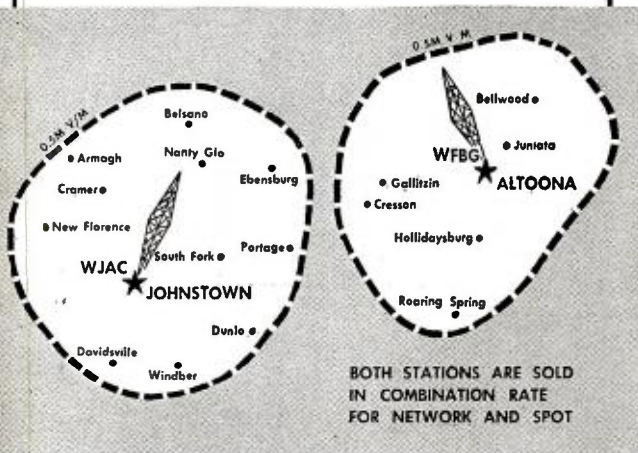 0.5M V/M
Belsano
Armagh
Nanty Glo
Cramer
Ebensburg
New Florence
South Fork
Portage
WJAC
JOHNSTOWN
Dunlo
Davidsville
Windber
0.5M V M
Bellwood
Juniata
WFBG
ALTOONA
Gallitzin
Cresson
Hollidaysburg
Roaring Spring
BOTH STATIONS ARE SOLD
IN COMBINATION RATE
FOR NETWORK AND SPOT